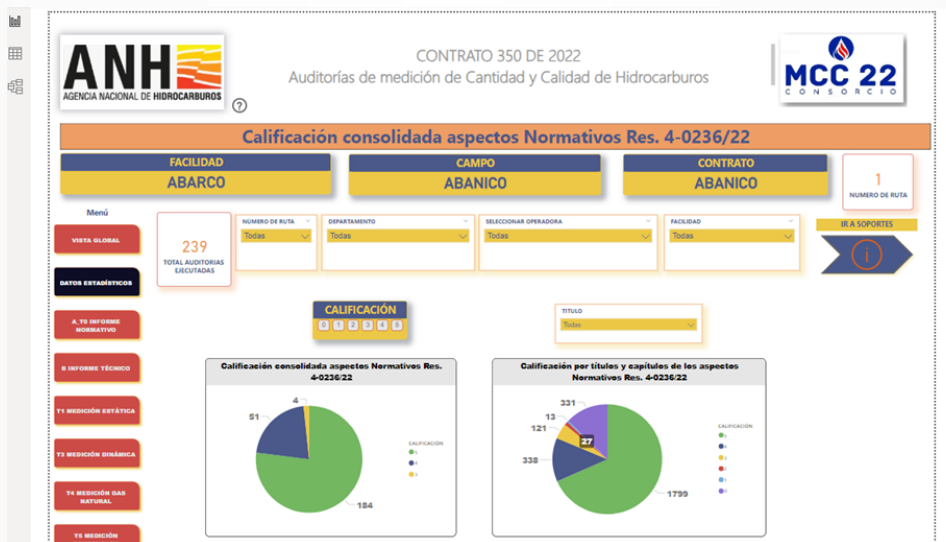 ANH
AGENCIA NACIONAL DE HIDROCARBUROS
?
CONTRATO 350 DE 2022
Auditorías de medición de Cantidad y Calidad de Hidrocarburos
MCC 22
CONSORCIO
Calificación consolidada aspectos Normativos Res. 4-0236/22
FACILIDAD
ABARCO
CAMPO
ABANICO
CONTRATO
ABANICO
1
NUMERO DE RUTA
Menú
VISTA GLOBAL
DATOS ESTADÍSTICOS
A_TS INFORME
NORMATIVO
B INFORME TÉCNICO
T1 MEDICIÓN ESTÁTICA
T3 MEDICIÓN DINÁMICA
T4 MEDICIÓN GAS
NATURAL
T5 MEDICIÓN
239
TOTAL AUDITORIAS
EJECUTADAS
NÚMERO DE RUTA
Todas
DEPARTAMENTO
Todas
SELECCIONAR OPERADORA
Todas
FACILIDAD
Todas
IR A SOPORTES
i
CALIFICACIÓN
0 1 2 3 4 5
TITULO
Todas
Calificación consolidada aspectos Normativos Res.
4-0236/22
4
51
184
CALIFICACIÓN
Calificación por títulos y capítulos de los aspectos
Normativos Res. 4-0236/22
331
13
121
27
338
1799
CALIFICACIÓN